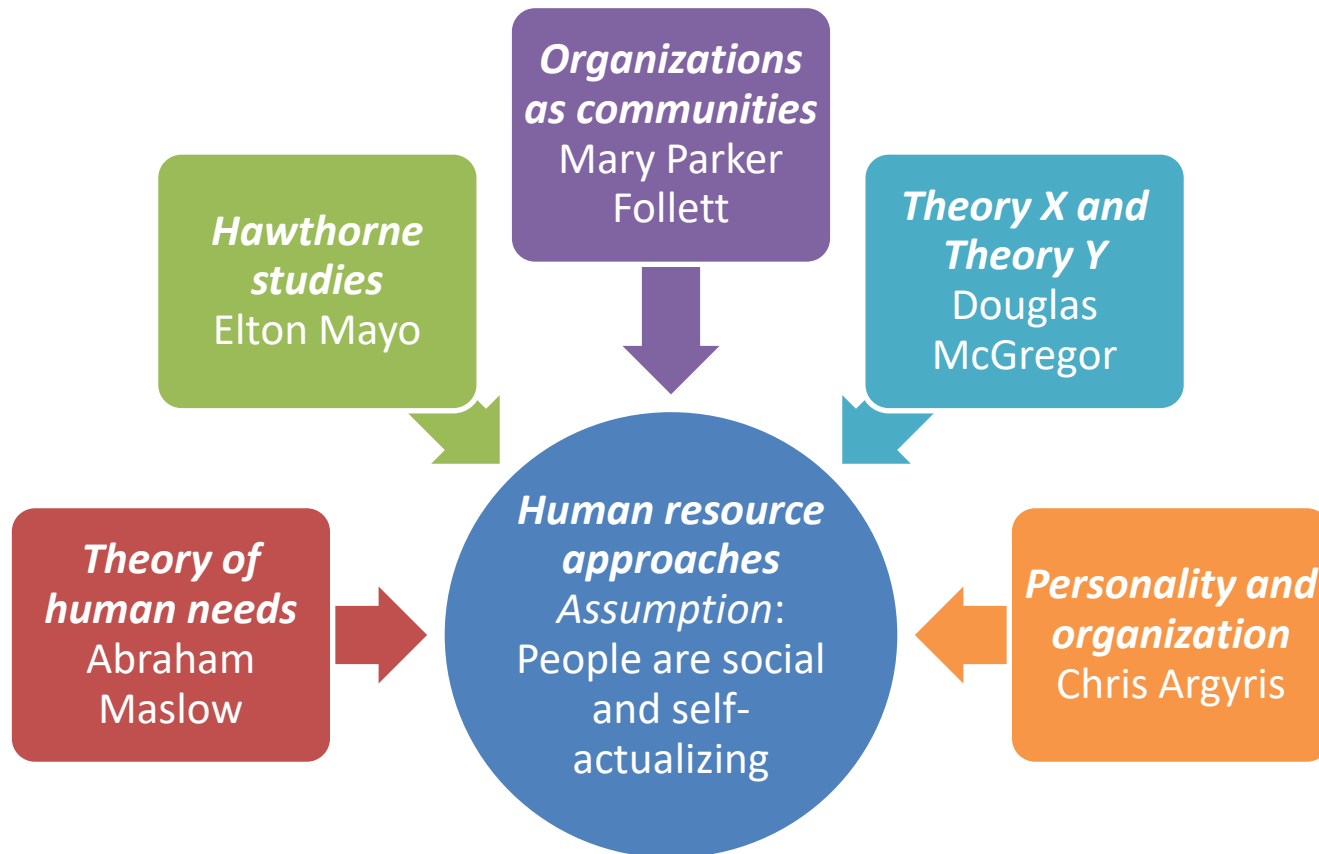 Organizations
as communities
Mary Parker
Follett
Hawthorne
studies
Elton Mayo
Theory X and
Theory Y
Douglas
McGregor
Theory of
human needs
Abraham
Maslow
Human resource
approaches
Assumption:
People are social
and self-
actualizing
Personality and
organization
Chris Argyris